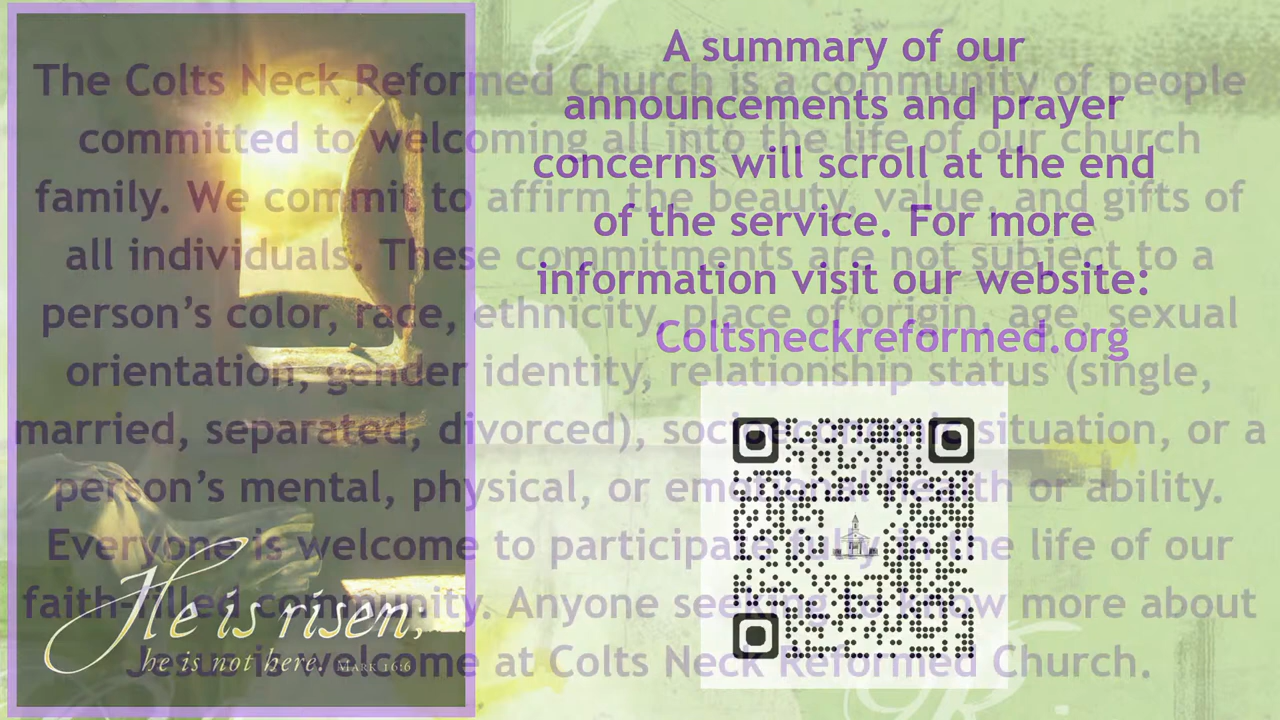 A summary of our
announcements and prayer
concerns will scroll at the end
of the service. For more
information visit our website:
Coltsneckreformed.org
The Colts Neck Reformed Church is a community of people
committed to welcoming all into the life of our church
family. We commit to affirm the beauty, value, and gifts of
all individuals. These commitments are not subject to a
person’s color, race, ethnicity, place of origin, age, sexual
orientation, gender identity, relationship status (single,
married, separated, divorced), socioeconomic situation, or a
person’s mental, physical, or emotional health or ability.
Everyone is welcome to participate fully in the life of our
faith-filled community. Anyone seeking to know more about
Jesus is welcome at Colts Neck Reformed Church.
He is risen;
he is not here. MARK 16:6